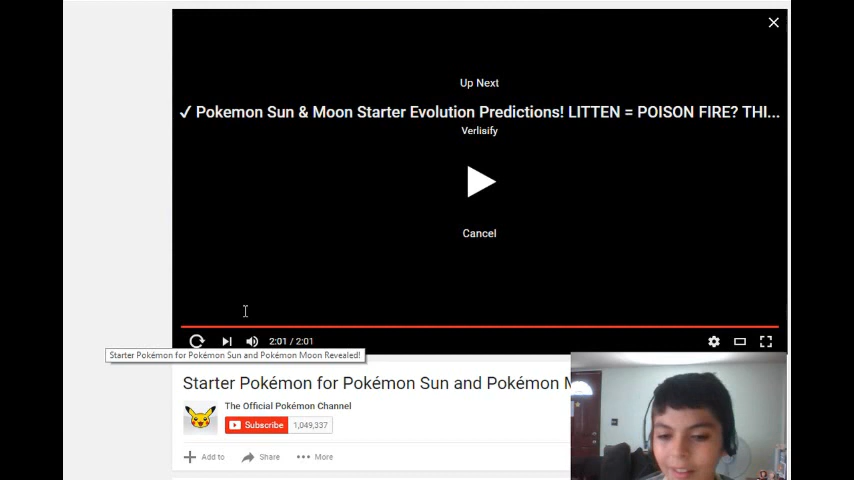 Up Next
✓ Pokemon Sun & Moon Starter Evolution Predictions! LITTEN = POISON FIRE? THI...
Verlisify
Cancel
2:01 / 2:01
Starter Pokémon for Pokémon Sun and Pokémon Moon Revealed!
Starter Pokémon for Pokémon Sun and Pokémon M
The Official Pokémon Channel
Subscribe 1,049,337
Add to Share More